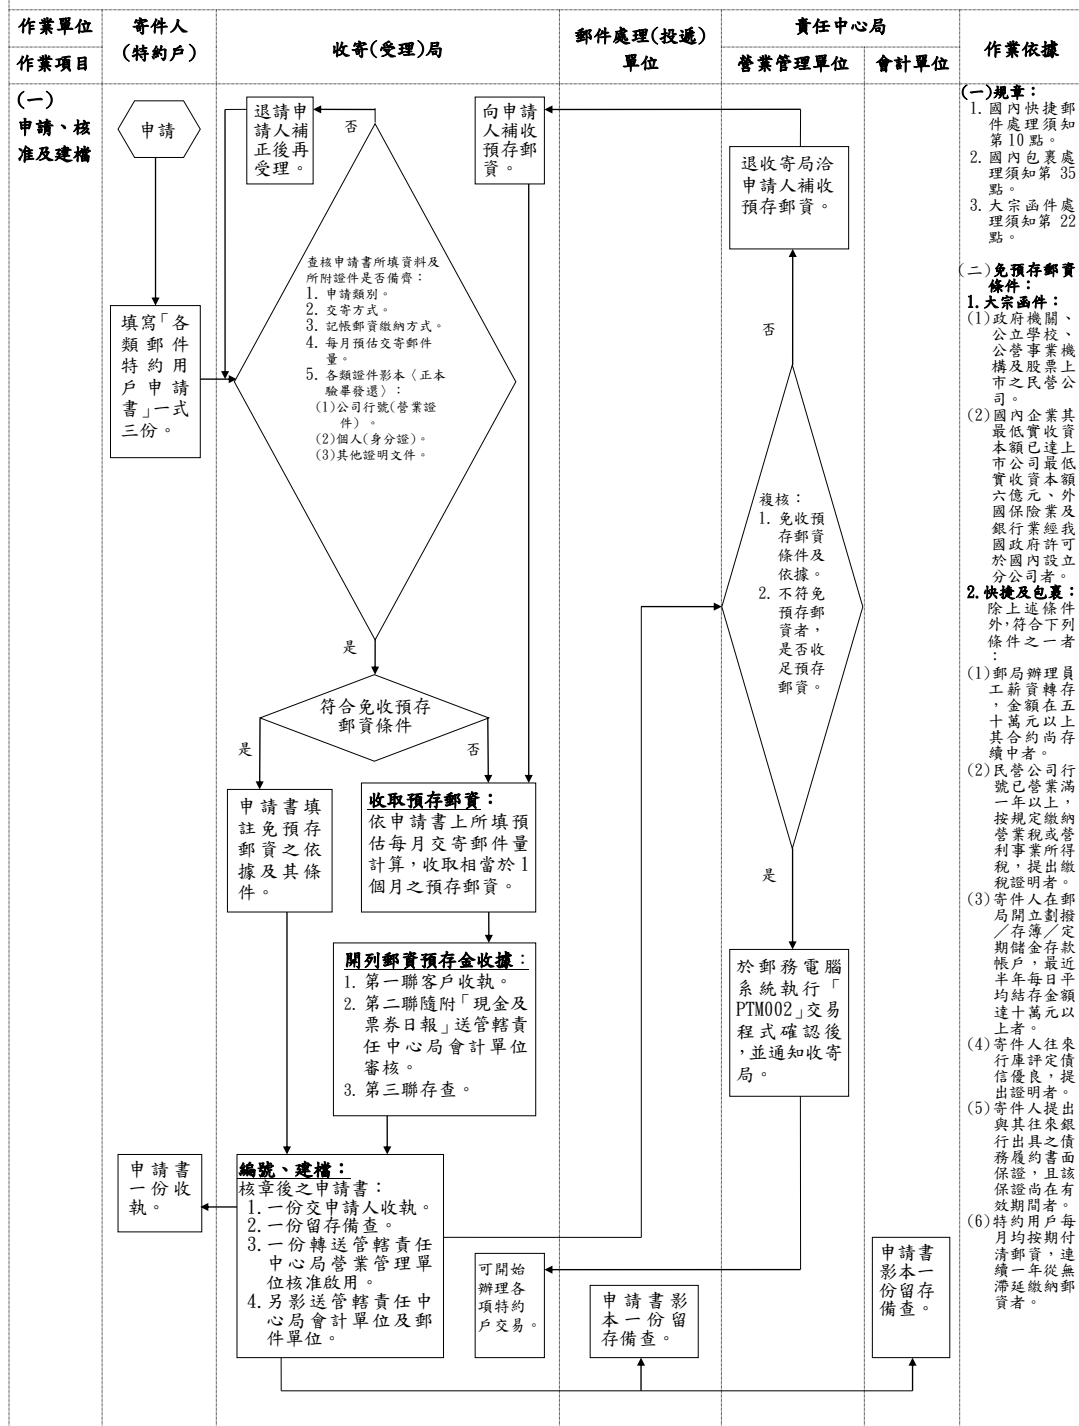 作業單位
作業項目
寄件人
(特約戶)
收寄(受理)局
郵件處理(投遞)
單位
責任中心局
營業管理單位
會計單位
作業依據
(一)
申請、核
准及建檔
申請
填寫「各
類郵件
特約用
戶申請
書」一式
三份。
退請申
請人補
正後再
受理。
否
查核申請書所填資料及
所附證件是否備齊：
1. 申請類別。
2. 交寄方式。
3. 記帳郵資繳納方式。
4. 每月預估交寄郵件
量。
5. 各類證件影本〈正本
驗畢發還〉：
(1)公司行號(營業證
件) 。
(2)個人(身分證)。
(3)其他證明文件。
是
向申請
人補收
預存郵
資。
退收寄局洽
申請人補收
預存郵資。
否
複核：
1. 免收預
存郵資
條件及
依據。
2. 不符免
預存郵
資者，
是否收
足預存
郵資。
是
符合免收預存
郵資條件
是
否
申請書填
註免預存
郵資之依
據及其條
件。
收取預存郵資：
依申請書上所填預
估每月交寄郵件量
計算，收取相當於1
個月之預存郵資。
開列郵資預存金收據：
1. 第一聯客戶收執。
2. 第二聯隨附「現金及
票券日報」送管轄責
任中心局會計單位
審核。
3. 第三聯存查。
於郵務電腦
系統執行「
PTM002」交易
程式確認後
，並通知收寄
局。
申請書
一份收
執。
編號、建檔：
核章後之申請書：
1.一份交申請人收執。
2.一份留存備查。
3.一份轉送管轄責任
中心局營業管理單
位核准啟用。
4.另影送管轄責任中
心局會計單位及郵
件單位。
可開始
辦理各
項特約
戶交易。
申請書影
本一份留
存備查。
申請書
影本一
份留存
備查。
(一)規章：
1. 國內快捷郵
件處理須知
第10點。
2. 國內包裹處
理須知第 35
點。
3. 大宗函件處
理須知第 22
點。
(二)免預存郵資
條件：
1.大宗函件：
(1)政府機關、
公立學校、
公營事業機
構及股票上
市之民營公
司。
(2)國內企業其
最低實收資
本額已達上
市公司最低
實收資本額
六億元、外
國保險業及
銀行業經我
國政府許可
於國內設立
分公司者。
2.快捷及包裹：
除上述條件
外，符合下列
條件之一者
：
(1)郵局辦理員
工薪資轉存
，金額在五
十萬元以上
其合約尚存
續中者。
(2)民營公司行
號已營業滿
一年以上，
按規定繳納
營業稅或營
利事業所得
稅，提出繳
稅證明者。
(3)寄件人在郵
局開立劃撥
／存簿／定
期儲金存款
帳戶，最近
半年每日平
均結存金額
達十萬元以
上者。
(4)寄件人往來
行庫評定債
信優良，提
出證明者。
(5)寄件人提出
與其往來銀
行出具之債
務履約書面
保證，且該
保證尚在有
效期間者。
(6)特約用戶每
月均按期付
清郵資，連
續一年從無
滯延繳納郵
資者。